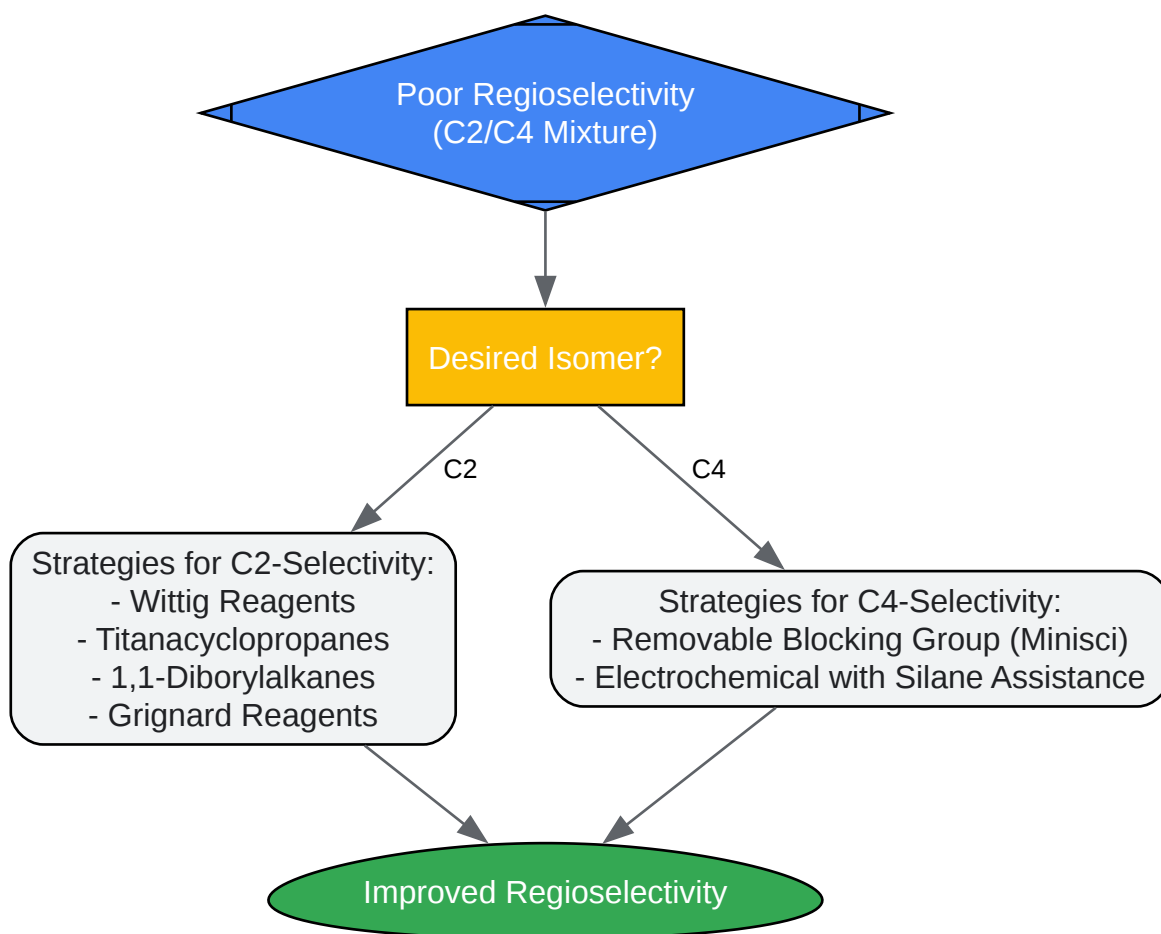 Poor Regioselectivity
(C2/C4 Mixture)
Desired Isomer?
C2
C4
Strategies for C2-Selectivity:
- Wittig Reagents
- Titanacyclopropanes
- 1,1-Diborylalkanes
- Grignard Reagents
Strategies for C4-Selectivity:
- Removable Blocking Group (Minisci)
- Electrochemical with Silane Assistance
Improved Regioselectivity